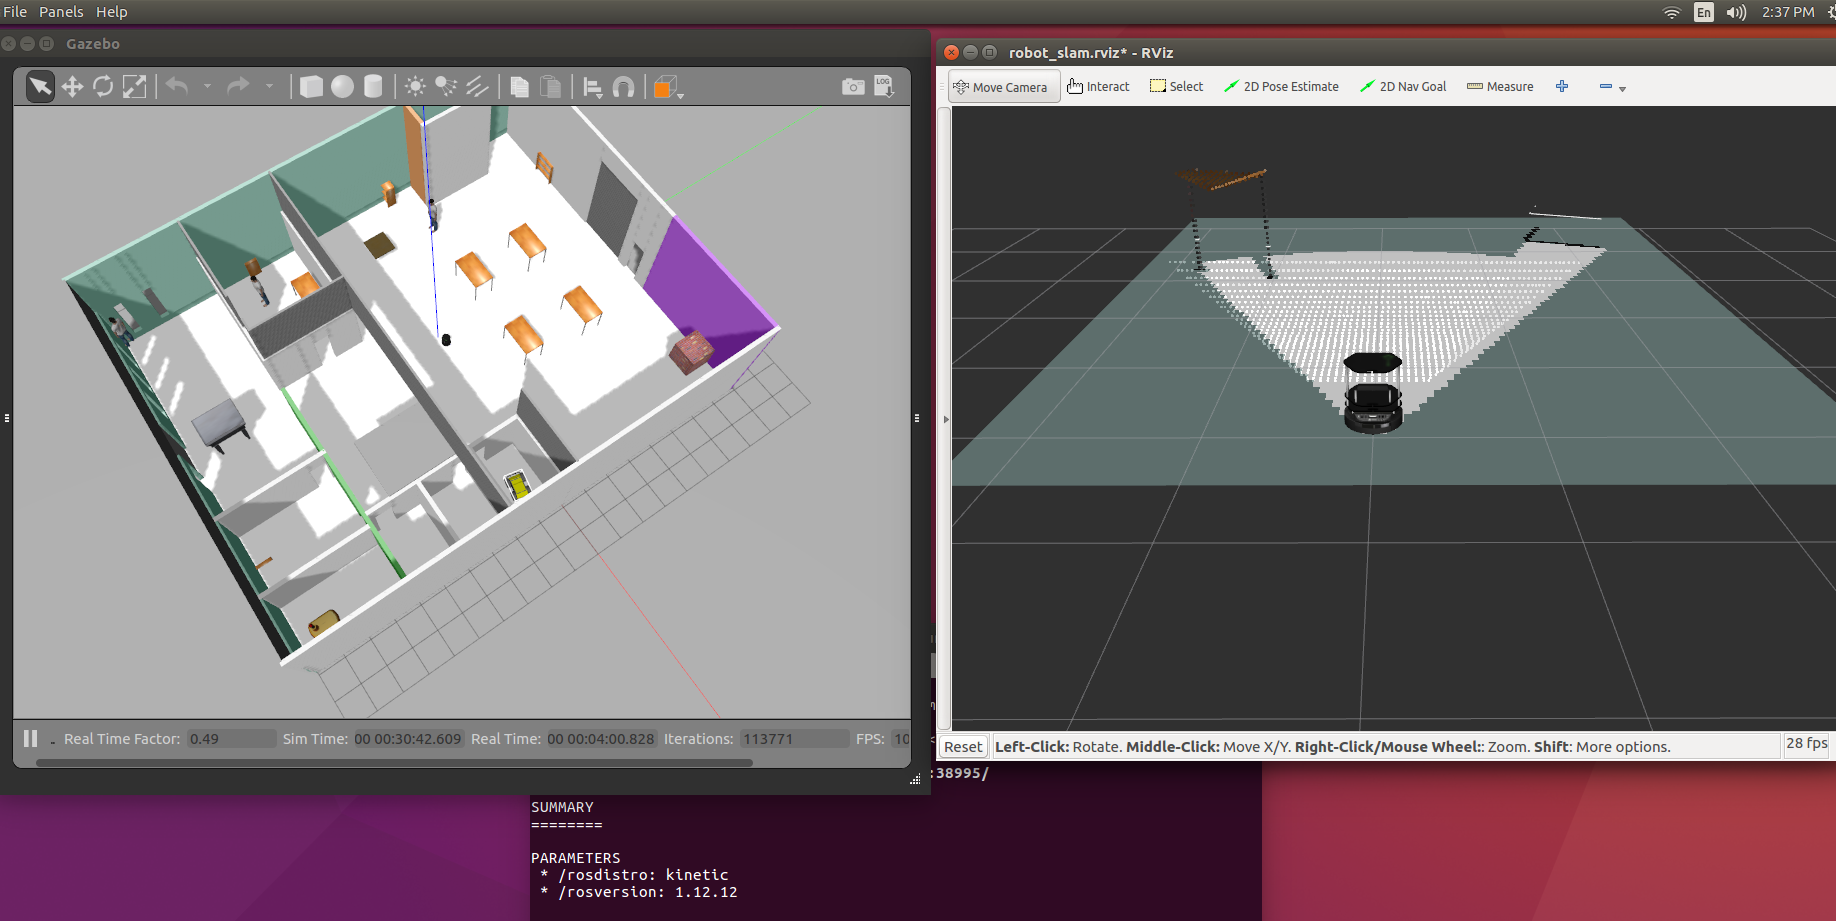 File Panels Help
En 2:37 PM
Gazebo
LOG
Real Time Factor: 0.49 Sim Time: 00 00:30:42.609 Real Time: 00 00:04:00.828 Iterations: 113771 FPS: 10
robot_slam.rviz* - RViz
Move Camera Interact Select 2D Pose Estimate 2D Nav Goal Measure
Reset Left-Click: Rotate. Middle-Click: Move X/Y. Right-Click/Mouse Wheel:: Zoom. Shift: More options. 28 fps
:38995/
SUMMARY
========
PARAMETERS
* /rosdistro: kinetic
* /rosversion: 1.12.12